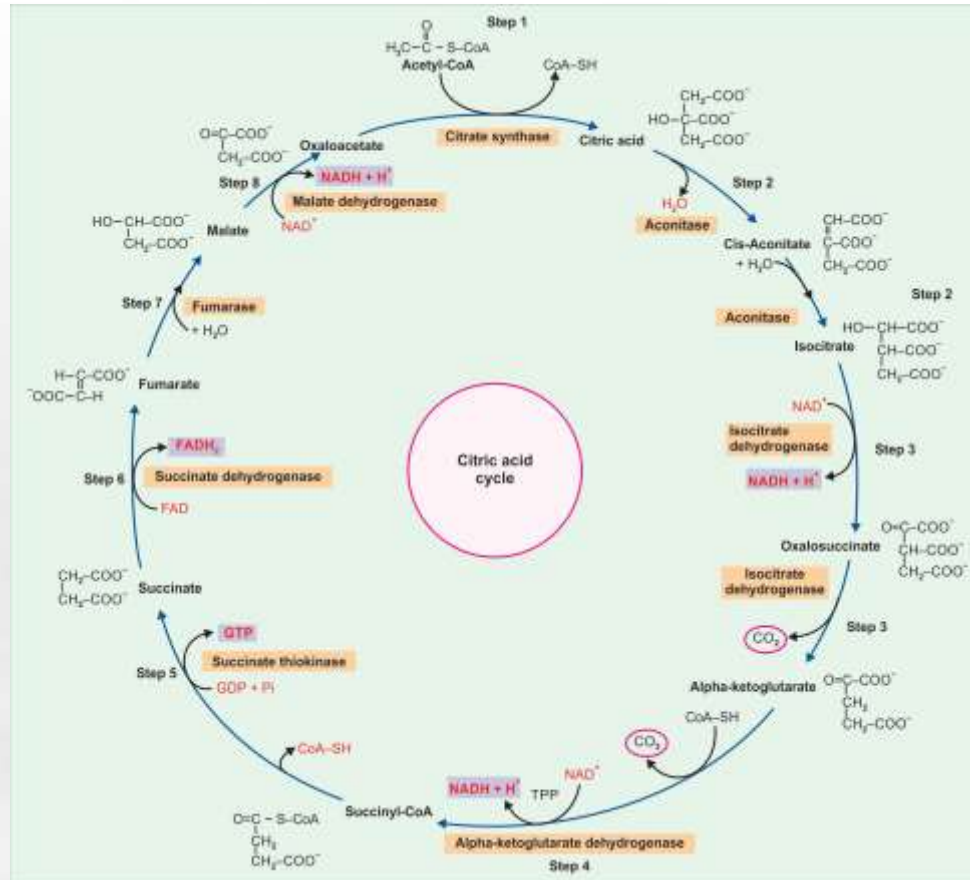 Step 1
O
H₃C–C – S–CoA
Acetyl-CoA
CoA–SH
Citrate synthase
Oxaloacetate
O=C–COO⁻
CH₂–COO⁻
Citric acid
CH₂–COO⁻
HO–C–COO⁻
CH₂–COO⁻
Step 2
H₂O
Aconitase
Cis-Aconitate
CH–COO⁻
C–COO⁻
CH₂–COO⁻
+ H₂O
Aconitase
Step 2
Isocitrate
HO–CH–COO⁻
CH–COO⁻
CH₂–COO⁻
NAD⁺
Isocitrate
dehydrogenase
Step 3
NADH + H⁺
Oxalosuccinate
O=C–COO⁻
CH–COO⁻
CH₂–COO⁻
Isocitrate
dehydrogenase
CO₂
Step 3
Alpha-ketoglutarate
O=C–COO⁻
CH₂
CH₂–COO⁻
CoA–SH
CO₂
NAD⁺
TPP
NADH + H⁺
Alpha-ketoglutarate dehydrogenase
Step 4
Succinyl-CoA
O=C – S–CoA
CH₂
CH₂–COO⁻
CoA–SH
Step 5
GTP
Succinate thiokinase
GDP + Pi
Succinate
CH₂–COO⁻
CH₂–COO⁻
Step 6
FADH₂
Succinate dehydrogenase
FAD
Fumarate
H–C–COO⁻
⁻OOC–C–H
Step 7
Fumarase
+ H₂O
Malate
HO–CH–COO⁻
CH₂–COO⁻
Step 8
NADH + H⁺
Malate dehydrogenase
NAD⁺
Citric acid
cycle